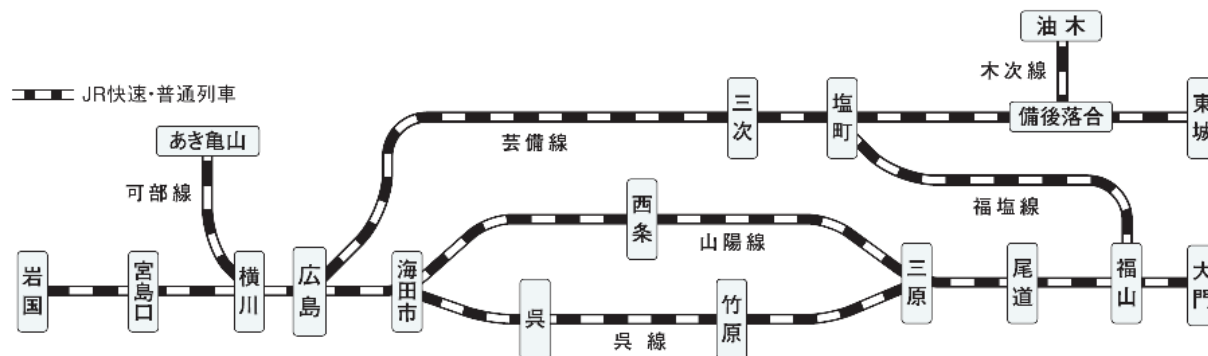 油木
木次線
JR快速・普通列車
三次
塩町
備後落合
東城
あき亀山
芸備線
可部線
福塩線
西条
山陽線
岩国
宮島口
横川
広島
海田市
三原
尾道
福山
大門
呉
竹原
呉線